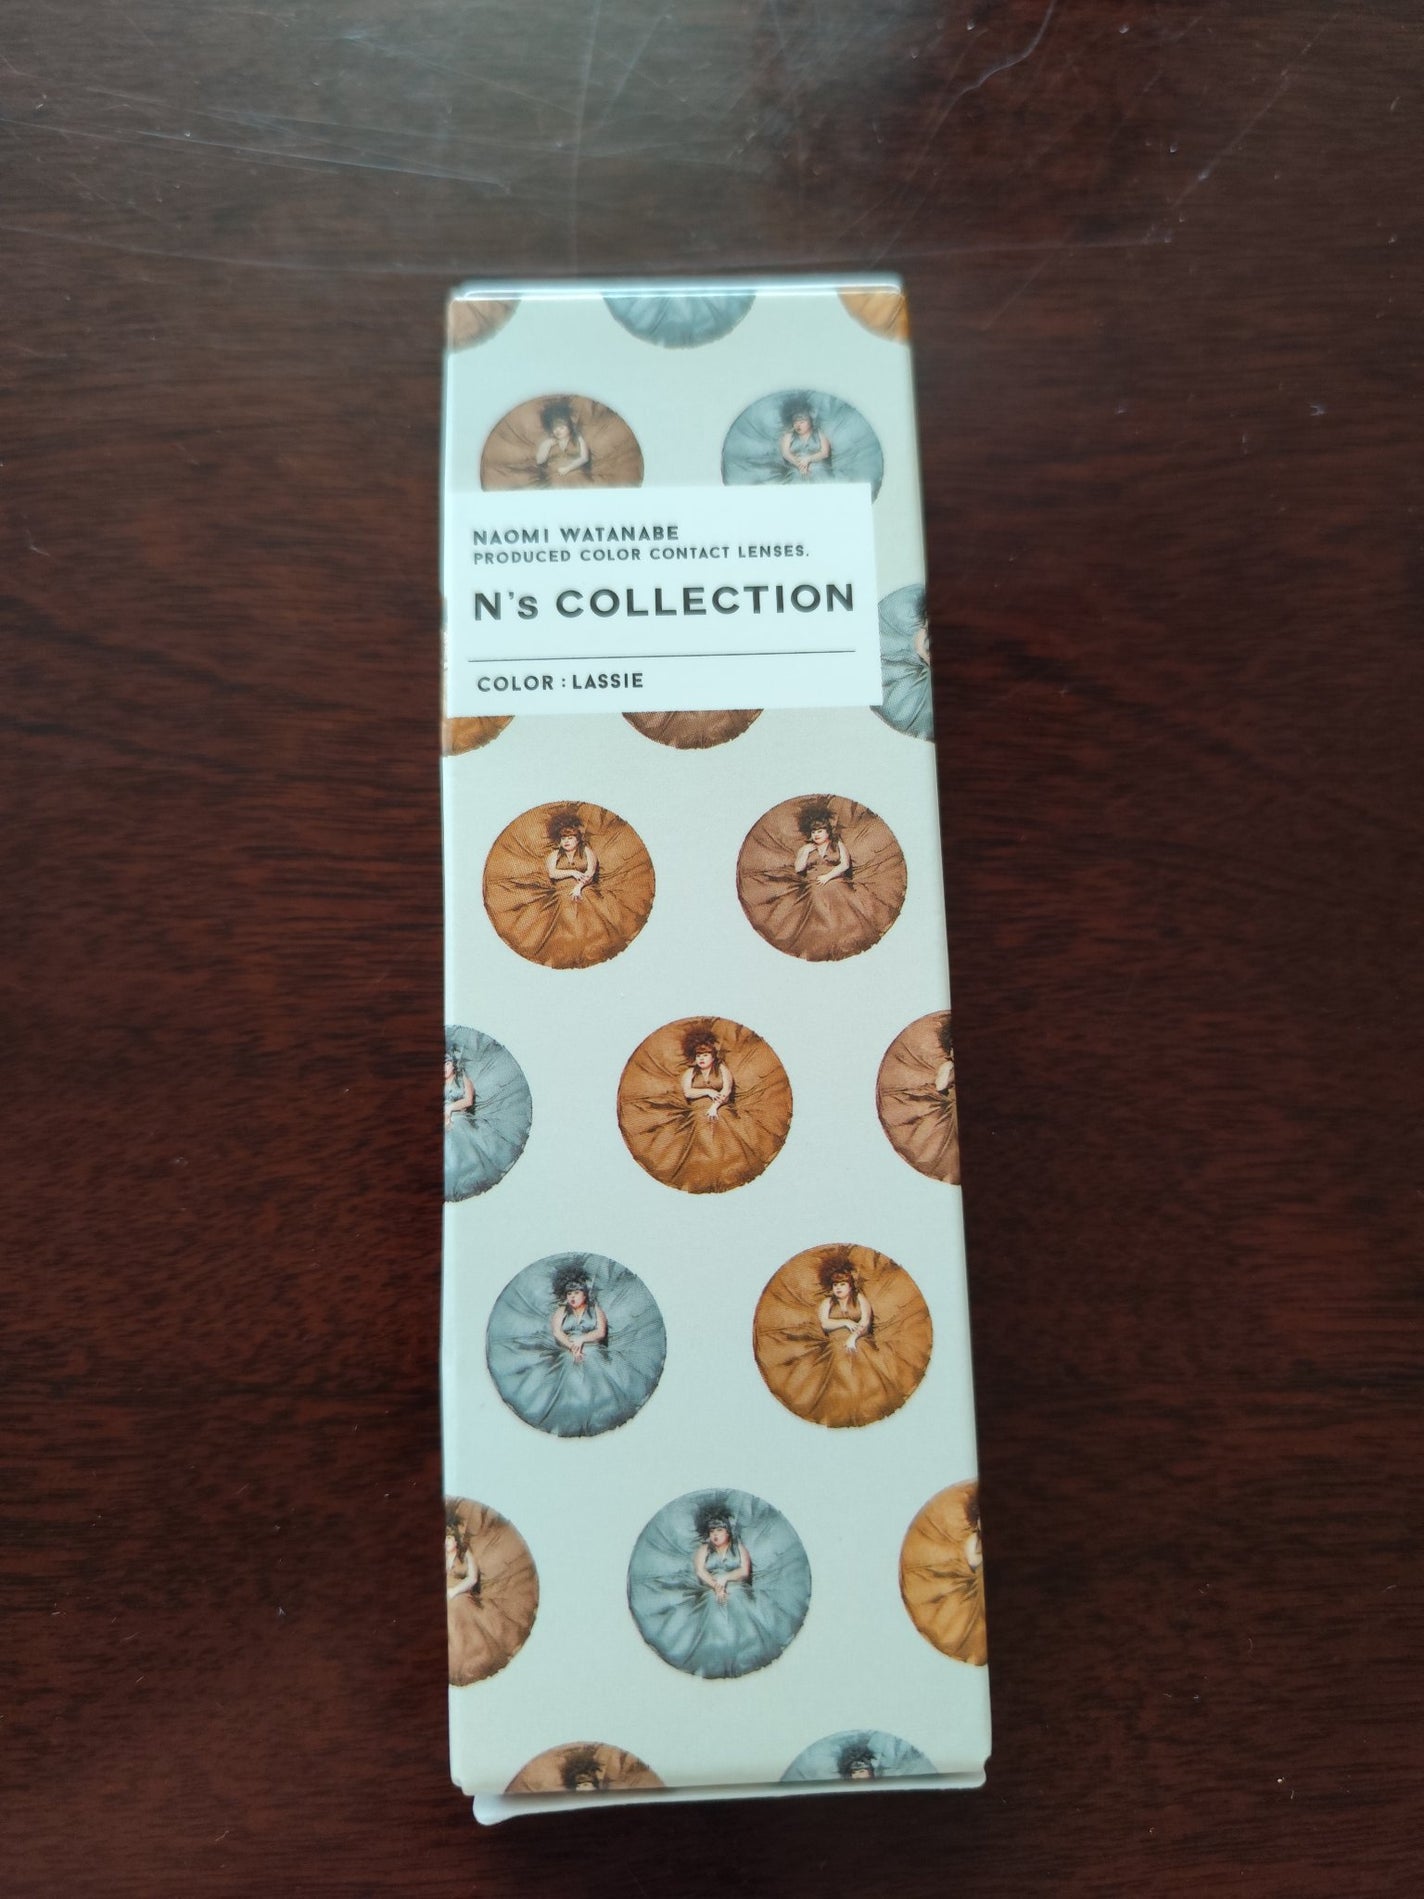 NAOMI WATANABE
PRODUCED COLOR CONTACT LENSES.
N's COLLECTION
COLOR : LASSIE